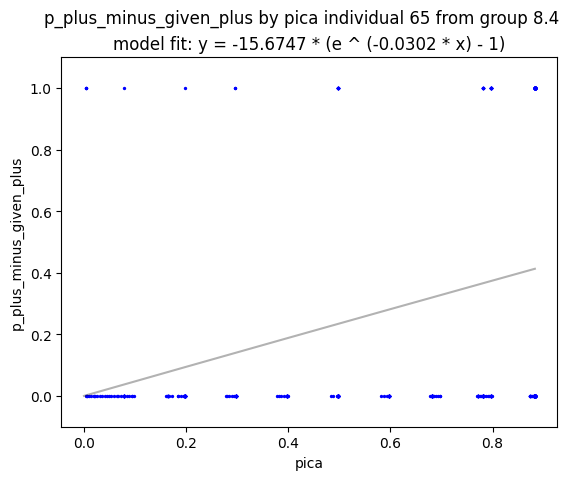 p_plus_minus_given_plus by pica individual 65 from group 8.4
model fit: y = -15.6747 * (e ^ (-0.0302 * x) - 1)
1.0
0.8
0.6
0.4
0.2
0.0
p_plus_minus_given_plus
0.0 0.2 0.4 0.6 0.8
pica